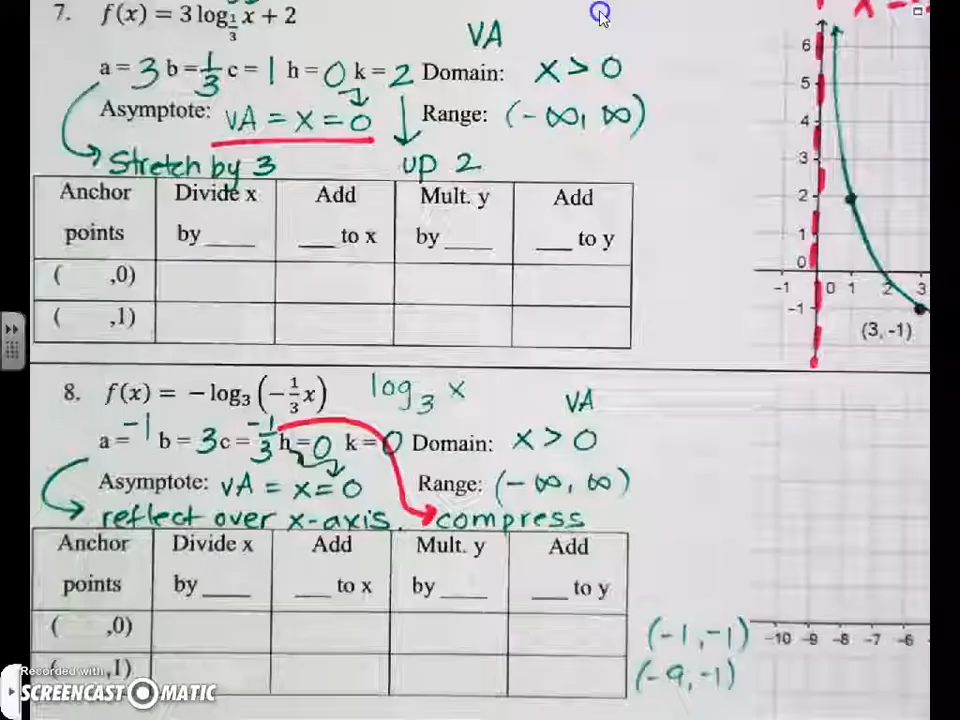 7. f(x) = 3 log_{1/3} x + 2
VA
a = 3 b = 1/3 c = 1 h = 0 k = 2 Domain: x > 0
Asymptote: VA = x = 0 Range: (-∞, ∞)
Stretch by 3 up 2
Anchor points Divide x by ____ Add ___ to x Mult. y by ____ Add ___ to y
( ,0)
( ,1)
6
5
4
3
2
1
0
-1 0 1 2 3
-1
(3, -1)
8. f(x) = -log_3 (-1/3 x) log_3 x
VA
a = -1 b = 3 c = -1/3 h = 0 k = 0 Domain: x > 0
Asymptote: VA = x = 0 Range: (-∞, ∞)
reflect over x-axis. compress
Anchor points Divide x by ____ Add ___ to x Mult. y by ____ Add ___ to y
( ,0)
( ,1)
(-1, -1)
(-9, -1)
-10 -9 -8 -7 -6
Recorded with
SCREENCAST-O-MATIC